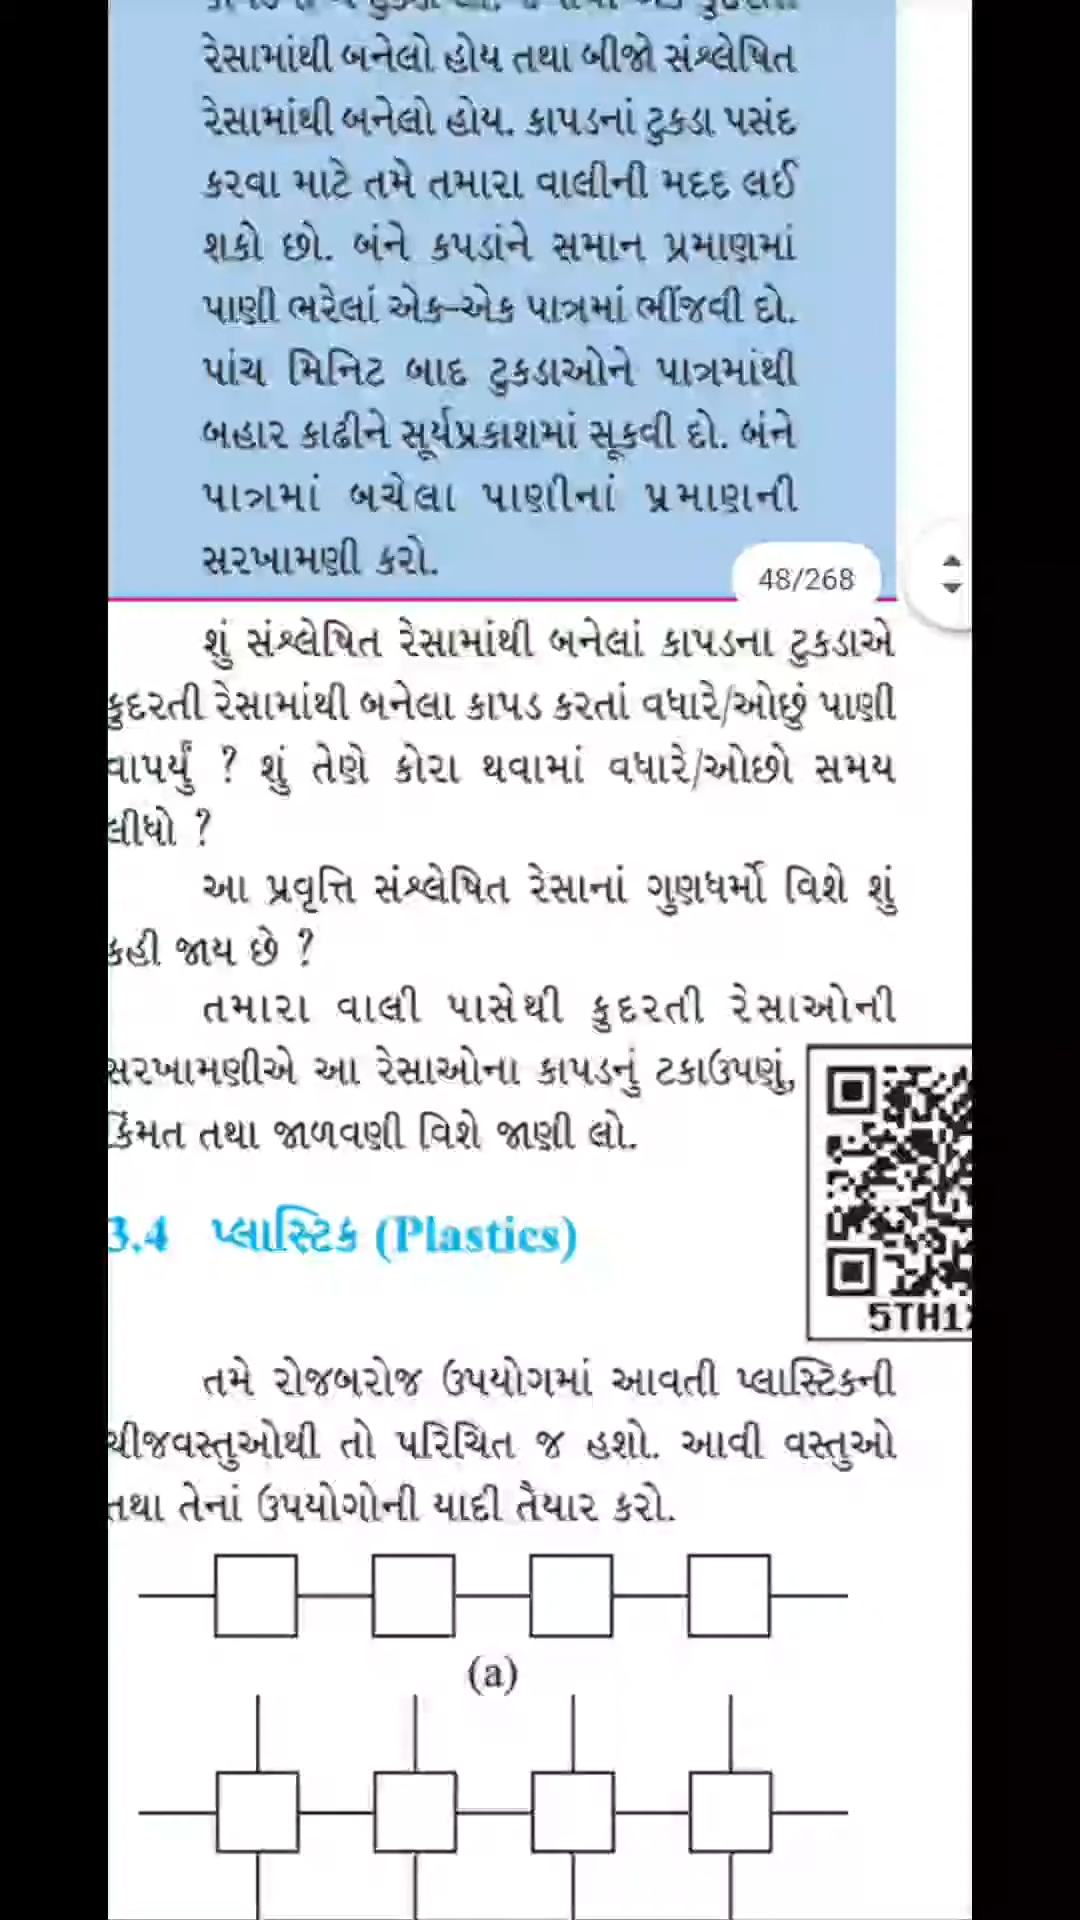 રેસામાંથી બનેલો હોય તથા બીજો સંશ્લેષિત
રેસામાંથી બનેલો હોય. કાપડનાં ટુકડા પસંદ
કરવા માટે તમે તમારા વાલીની મદદ લઈ
શકો છો. બંને કપડાંને સમાન પ્રમાણમાં
પાણી ભરેલાં એક-એક પાત્રમાં ભીંજવી દો.
પાંચ મિનિટ બાદ ટુકડાઓને પાત્રમાંથી
બહાર કાઢીને સૂર્યપ્રકાશમાં સૂકવી દો. બંને
પાત્રમાં બચેલા પાણીનાં પ્રમાણની
સરખામણી કરો.
48/268
શું સંશ્લેષિત રેસામાંથી બનેલાં કાપડના ટુકડાએ
કુદરતી રેસામાંથી બનેલા કાપડ કરતાં વધારે/ઓછું પાણી
વાપર્યું ? શું તેણે કોરા થવામાં વધારે/ઓછો સમય
લીધો ?
આ પ્રવૃત્તિ સંશ્લેષિત રેસાનાં ગુણધર્મો વિશે શું
કહી જાય છે ?
તમારા વાલી પાસેથી કુદરતી રેસાઓની
સરખામણીએ આ રેસાઓના કાપડનું ટકાઉપણું,
કિંમત તથા જાળવણી વિશે જાણી લો.
3.4 પ્લાસ્ટિક (Plastics)
5TH1
તમે રોજબરોજ ઉપયોગમાં આવતી પ્લાસ્ટિકની
ચીજવસ્તુઓથી તો પરિચિત જ હશો. આવી વસ્તુઓ
તથા તેનાં ઉપયોગોની યાદી તૈયાર કરો.
(a)